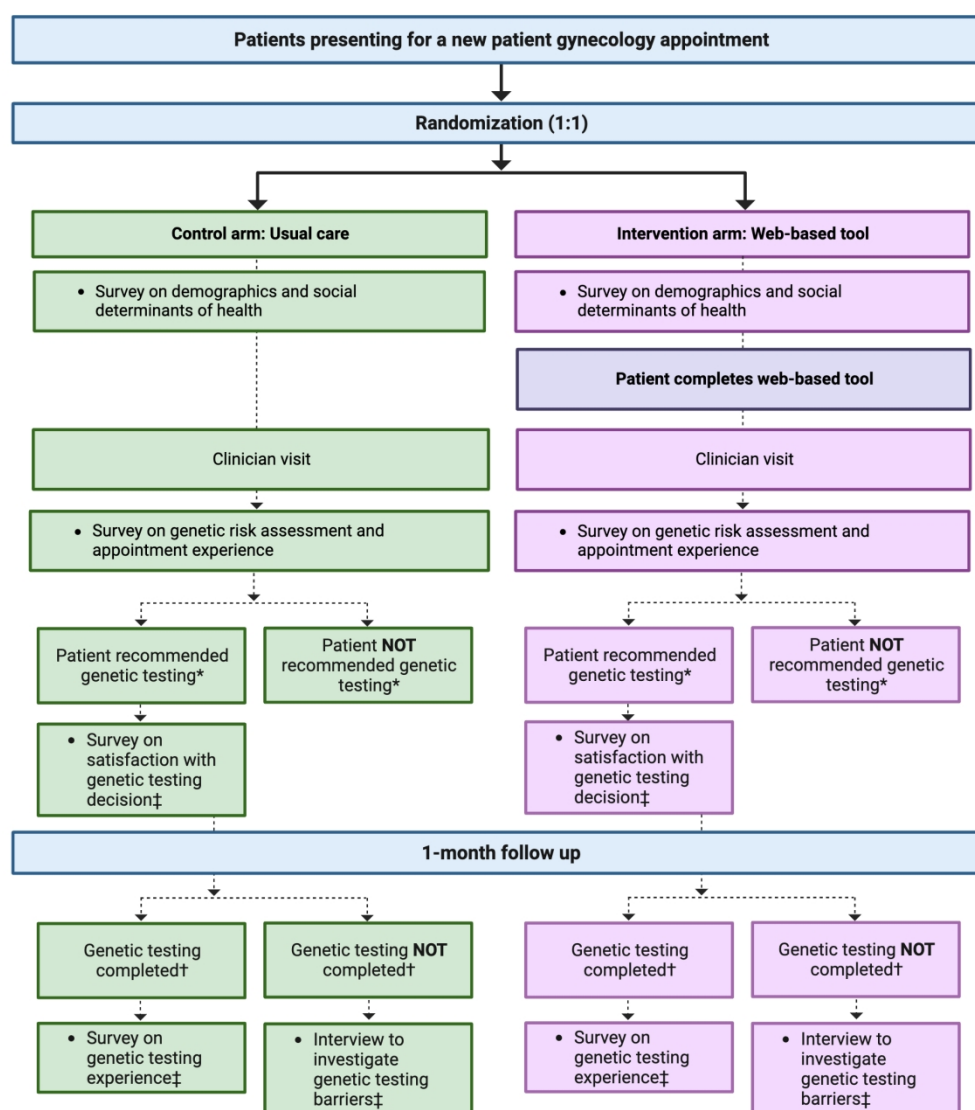 Patients presenting for a new patient gynecology appointment
Randomization (1:1)
Control arm: Usual care
Intervention arm: Web-based tool
• Survey on demographics and social
determinants of health
• Survey on demographics and social
determinants of health
Patient completes web-based tool
Clinician visit
Clinician visit
• Survey on genetic risk assessment and
appointment experience
• Survey on genetic risk assessment and
appointment experience
Patient recommended
genetic testing*
Patient NOT
recommended genetic
testing*
Patient recommended
genetic testing*
Patient NOT
recommended genetic
testing*
• Survey on
satisfaction with
genetic testing
decision‡
• Survey on
satisfaction with
genetic testing
decision‡
1-month follow up
Genetic testing
completed†
Genetic testing NOT
completed†
Genetic testing
completed†
Genetic testing NOT
completed†
• Survey on
genetic testing
experience‡
• Interview to
investigate
genetic testing
barriers‡
• Survey on
genetic testing
experience‡
• Interview to
investigate
genetic testing
barriers‡